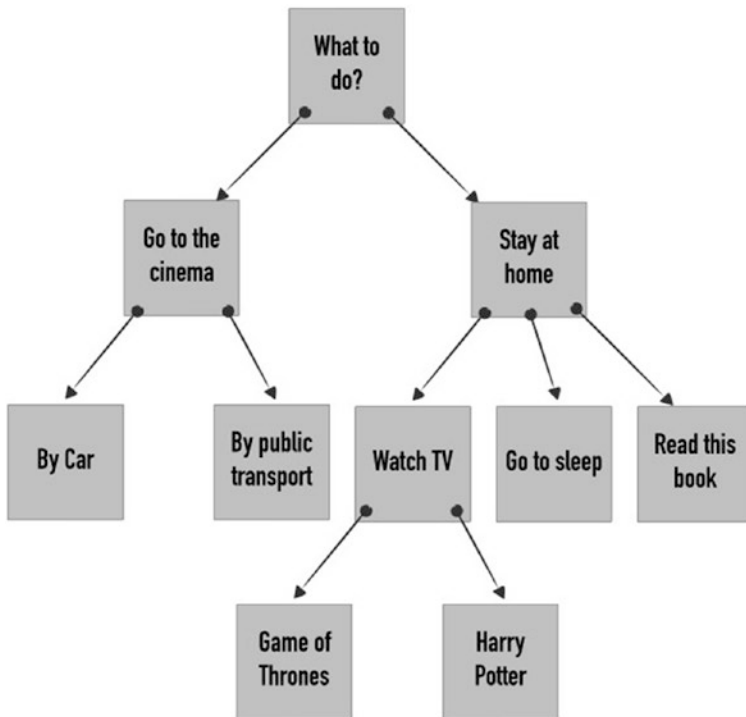 What to
do?
Go to the
cinema
Stay at
home
By Car
By public
transport
Watch TV
Go to sleep
Read this
book
Game of
Thrones
Harry
Potter